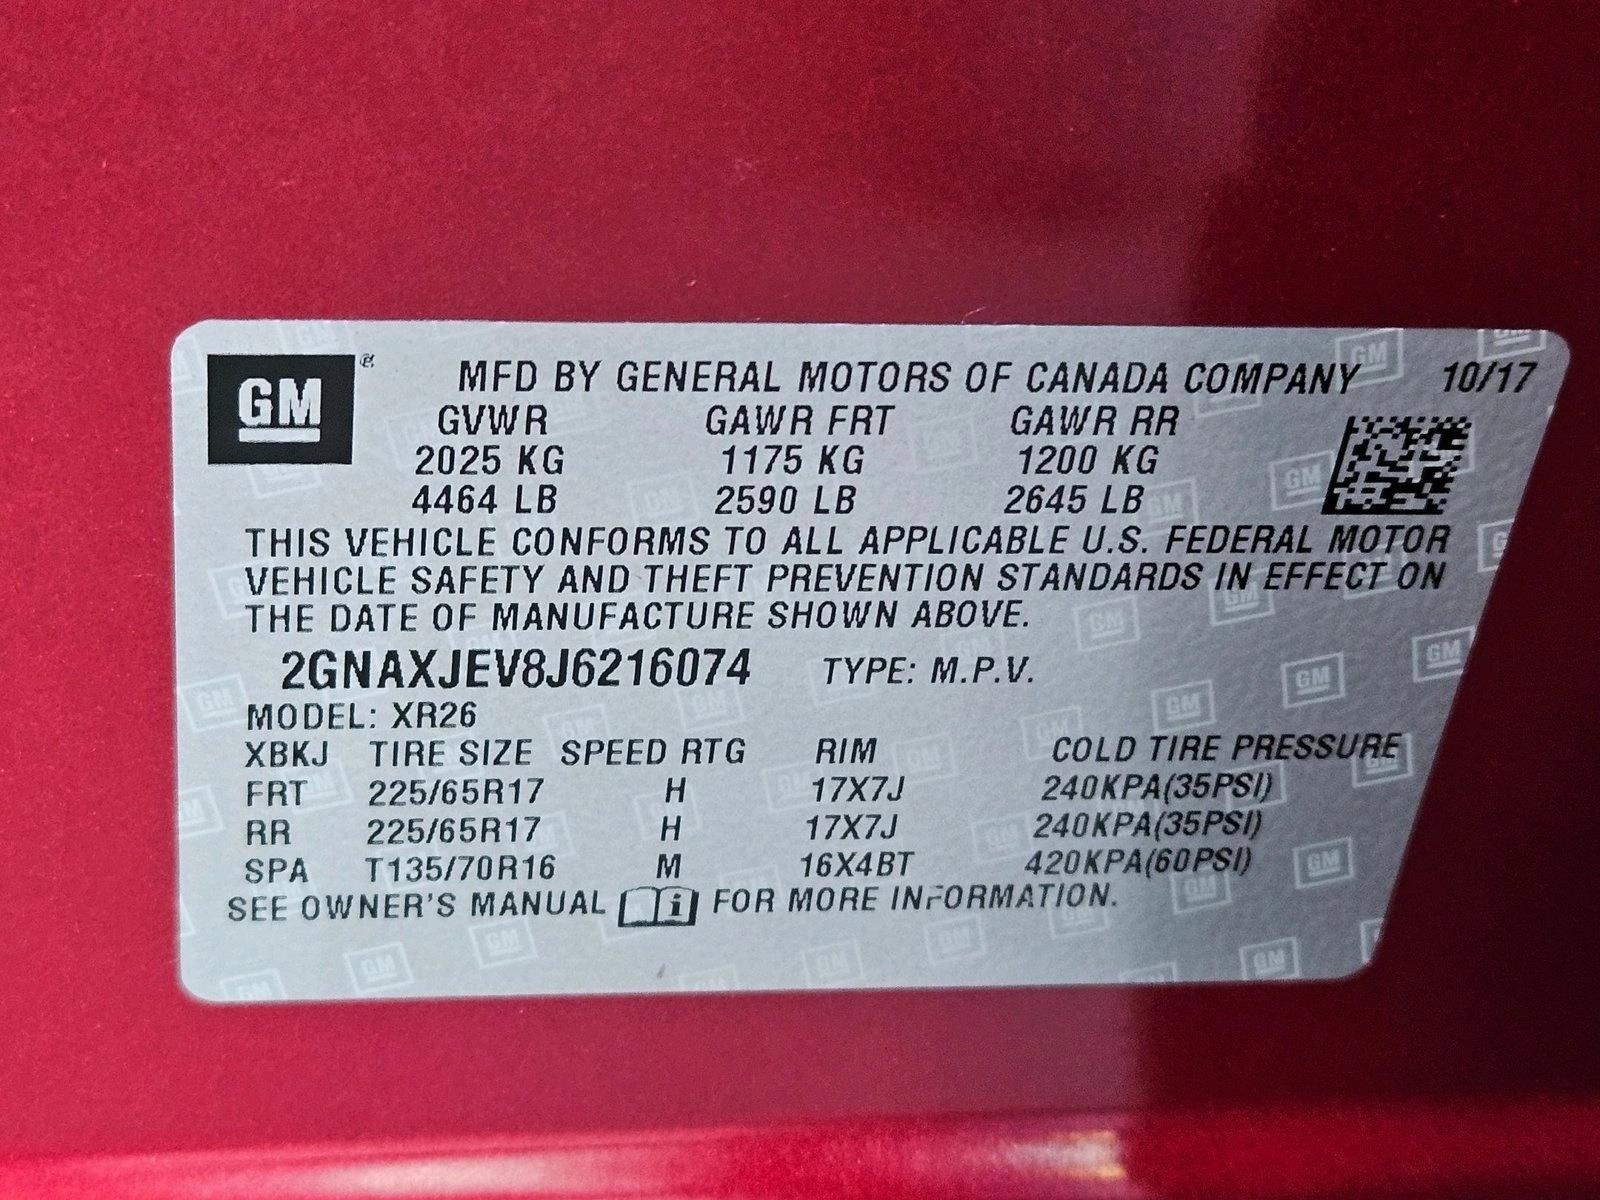 GM®
MFD BY GENERAL MOTORS OF CANADA COMPANY 10/17
GVWR GAWR FRT GAWR RR
2025 KG 1175 KG 1200 KG
4464 LB 2590 LB 2645 LB
THIS VEHICLE CONFORMS TO ALL APPLICABLE U.S. FEDERAL MOTOR
VEHICLE SAFETY AND THEFT PREVENTION STANDARDS IN EFFECT ON
THE DATE OF MANUFACTURE SHOWN ABOVE.
2GNAXJEV8J6216074 TYPE: M.P.V.
MODEL: XR26
XBKJ TIRE SIZE SPEED RTG RIM COLD TIRE PRESSURE
FRT 225/65R17 H 17X7J 240KPA(35PSI)
RR 225/65R17 H 17X7J 240KPA(35PSI)
SPA T135/70R16 M 16X4BT 420KPA(60PSI)
SEE OWNER'S MANUAL i FOR MORE INFORMATION.